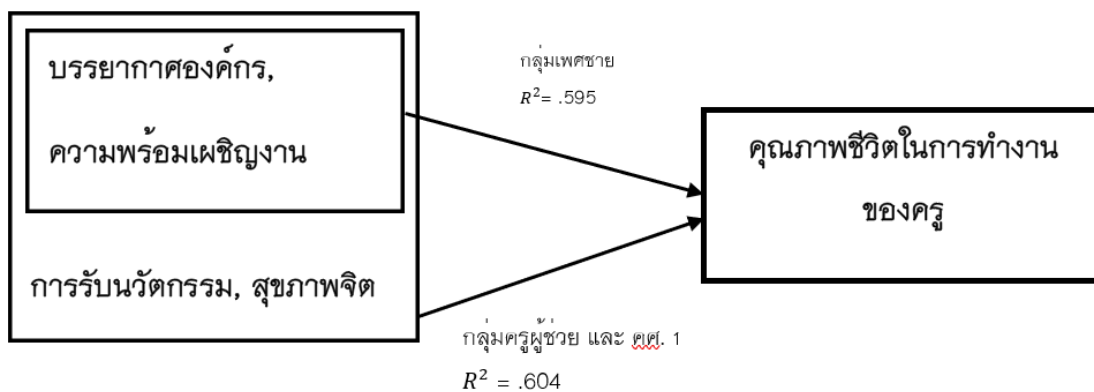 บรรยากาศองค์กร,
ความพร้อมเผชิญงาน
การรับนวัตกรรม, สุขภาพจิต
กลุ่มเพศชาย
R²= .595
กลุ่มครูผู้ช่วย และ คศ. 1
R² = .604
คุณภาพชีวิตในการทำงาน
ของครู